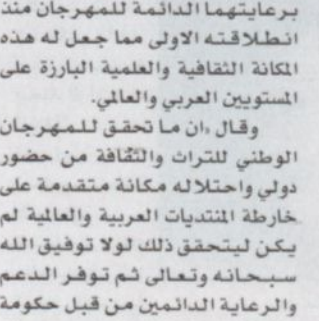 برعايتهما الدائمة للمهرجان منذ
انطلاقته الاولى مما جعل له هذه
المكانة الثقافية والعلمية البارزة على
المستويين العربي والعالمي.
وقال «ان ما تحقق للمهرجان
الوطني للتراث والثقافة من حضور
دولي واحتلاله مكانة متقدمة على
خارطة المنتديات العربية والعالمية لم
يكن ليتحقق ذلك لولا توفيق الله
سبحانه وتعالى ثم توفر الدعم
والرعاية الدائمين من قبل حكومة